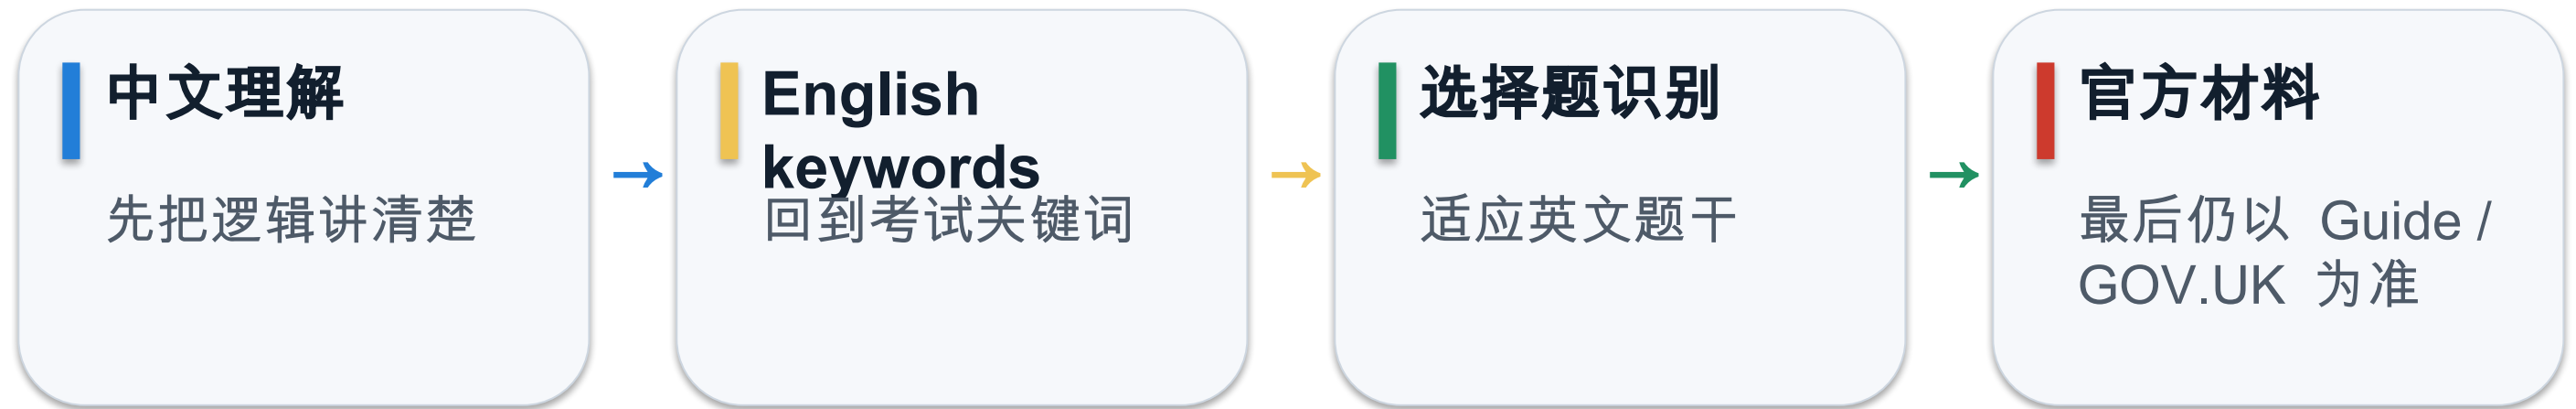 中文理解
先把逻辑讲清楚
→
English
keywords
回到考试关键词
→
选择题识别
适应英文题干
→
官方材料
最后仍以 Guide /
GOV.UK 为准